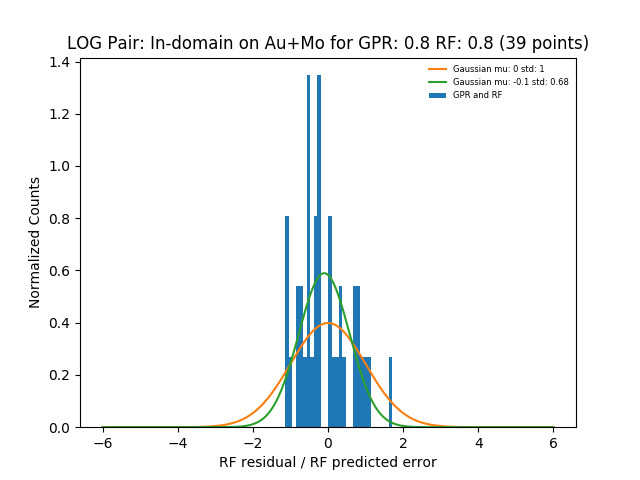 LOG Pair: In-domain on Au+Mo for GPR: 0.8 RF: 0.8 (39 points)
Gaussian mu: 0 std: 1
Gaussian mu: -0.1 std: 0.68
GPR and RF
Normalized Counts
1.4
1.2
1.0
0.8
0.6
0.4
0.2
0.0
−6 −4 −2 0 2 4 6
RF residual / RF predicted error